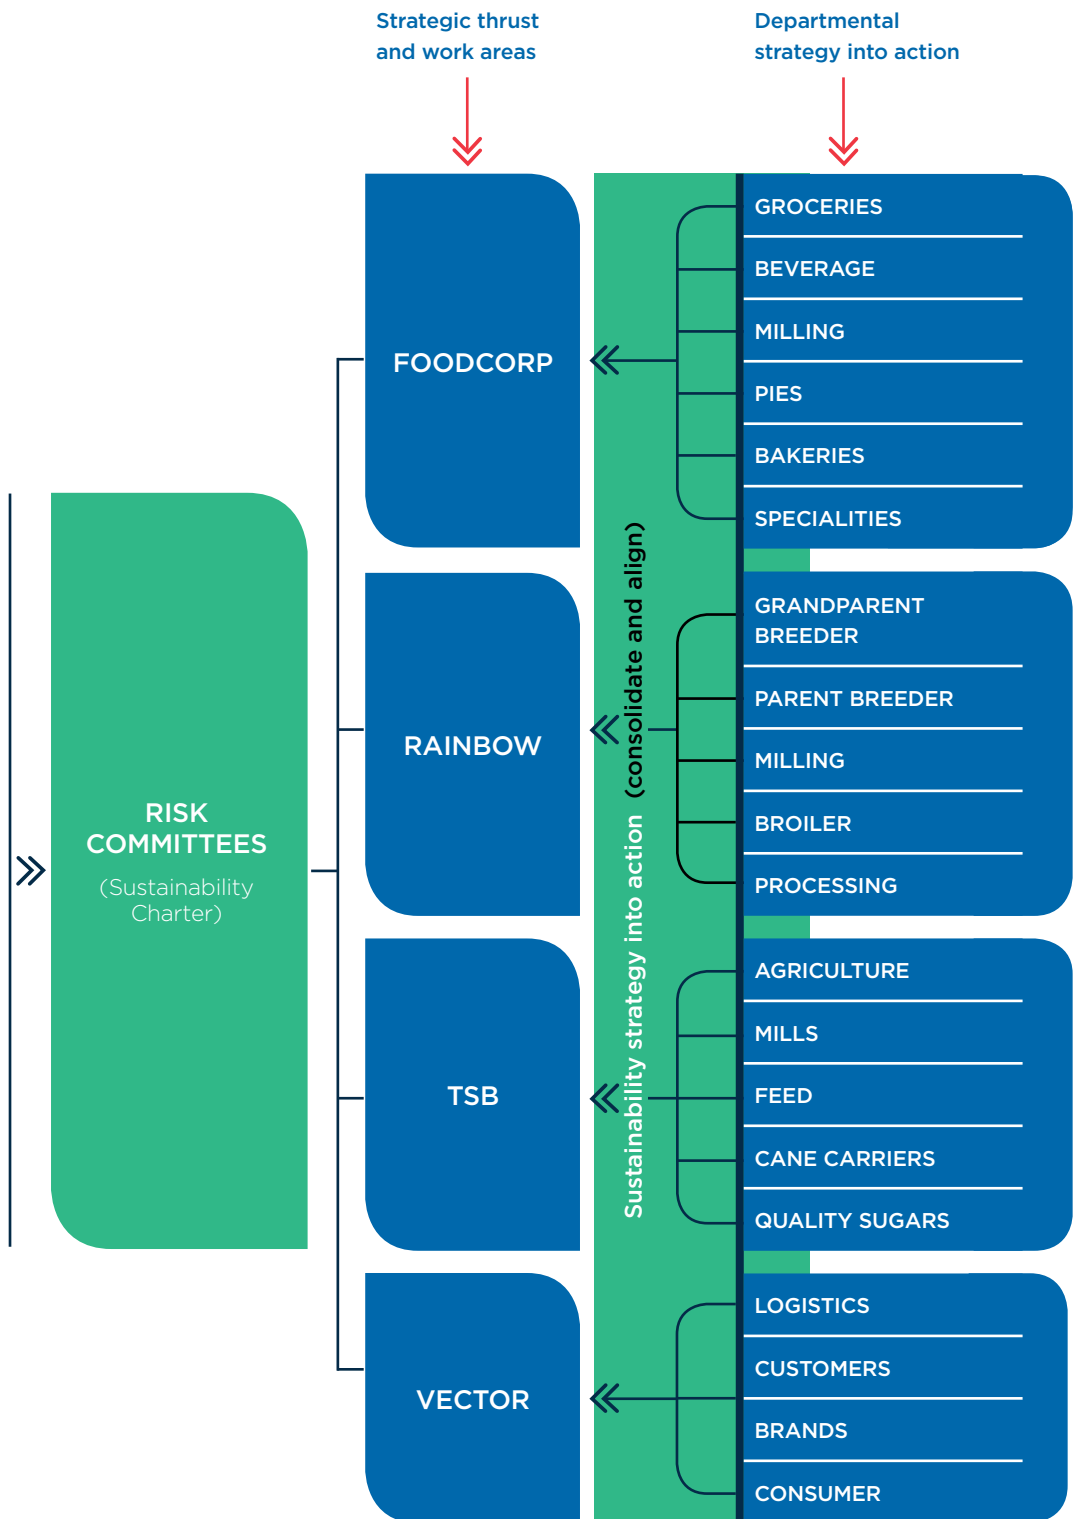 Strategic thrust
and work areas
Departmental
strategy into action
FOODCORP
GROCERIES
BEVERAGE
MILLING
PIES
BAKERIES
SPECIALITIES
RISK
COMMITTEES
(Sustainability
Charter)
Sustainability strategy into action (consolidate and align)
RAINBOW
GRANDPARENT
BREEDER
PARENT BREEDER
MILLING
BROILER
PROCESSING
TSB
AGRICULTURE
MILLS
FEED
CANE CARRIERS
QUALITY SUGARS
VECTOR
LOGISTICS
CUSTOMERS
BRANDS
CONSUMER